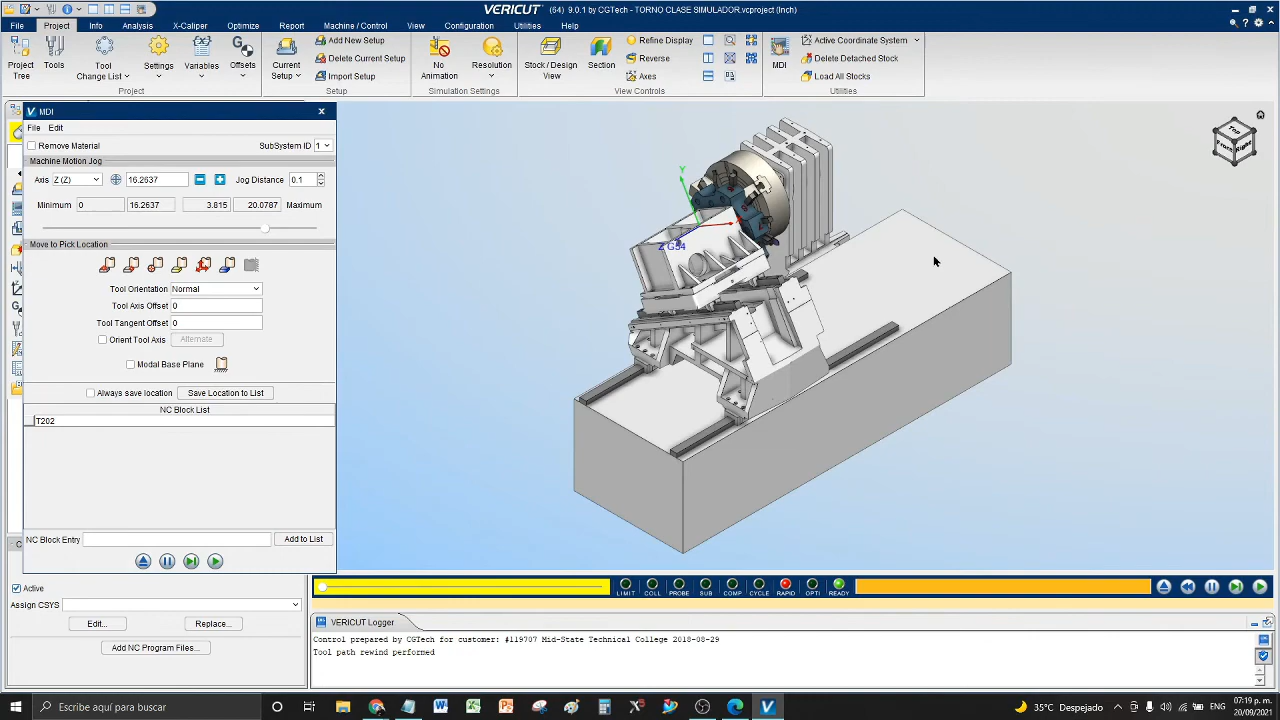 VERICUT (64) 9.0.1 by CGTech - TORNO CLASE SIMULADOR.vcproject (Inch)
File Project Info Analysis X-Caliper Optimize Report Machine / Control View Configuration Utilities Help
Project Tree
Tools
Tool Change List
Settings
Variables
Offsets
Project
Current Setup
Add New Setup
Delete Current Setup
Import Setup
Setup
No Animation
Resolution
Simulation Settings
Stock / Design View
Section
Refine Display
Reverse
Axes
View Controls
MDI
Active Coordinate System
Delete Detached Stock
Load All Stocks
Utilities
MDI
File Edit
Remove Material SubSystem ID 1
Machine Motion Jog
Axis Z (Z) 16.2637 Jog Distance 0.1
Minimum 0 16.2637 3.815 20.0787 Maximum
Move to Pick Location
Tool Orientation Normal
Tool Axis Offset 0
Tool Tangent Offset 0
Orient Tool Axis Alternate
Modal Base Plane
Always save location Save Location to List
NC Block List
T202
NC Block Entry Add to List
Y
Z G54
Top
Front
Right
Active
Assign CSYS
Edit... Replace...
Add NC Program Files...
LIMIT COLL PROBE SUB COMP CYCLE RAPID OPTI READY
VERICUT Logger
Control prepared by CGTech for customer: #119707 Mid-State Technical College 2018-08-29
Tool path rewind performed
Escribe aquí para buscar
35°C Despejado
ENG
07:19 p. m.
20/09/2021